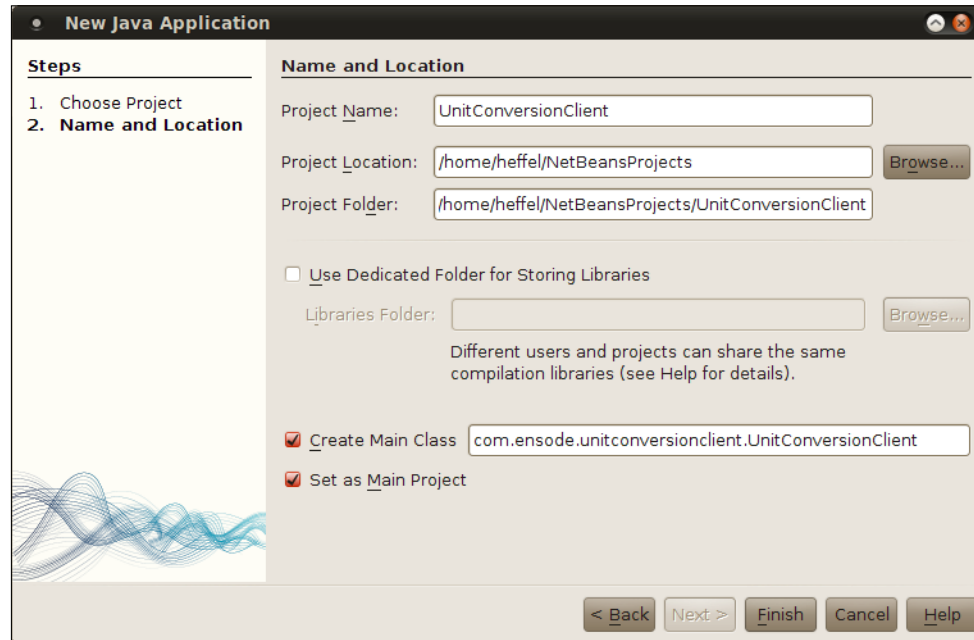 New Java Application
Steps
1. Choose Project
2. Name and Location
Name and Location
Project Name: UnitConversionClient
Project Location: /home/heffel/NetBeansProjects Browse...
Project Folder: /home/heffel/NetBeansProjects/UnitConversionClient
Use Dedicated Folder for Storing Libraries
Libraries Folder: Browse...
Different users and projects can share the same
compilation libraries (see Help for details).
Create Main Class com.ensode.unitconversionclient.UnitConversionClient
Set as Main Project
< Back Next > Finish Cancel Help